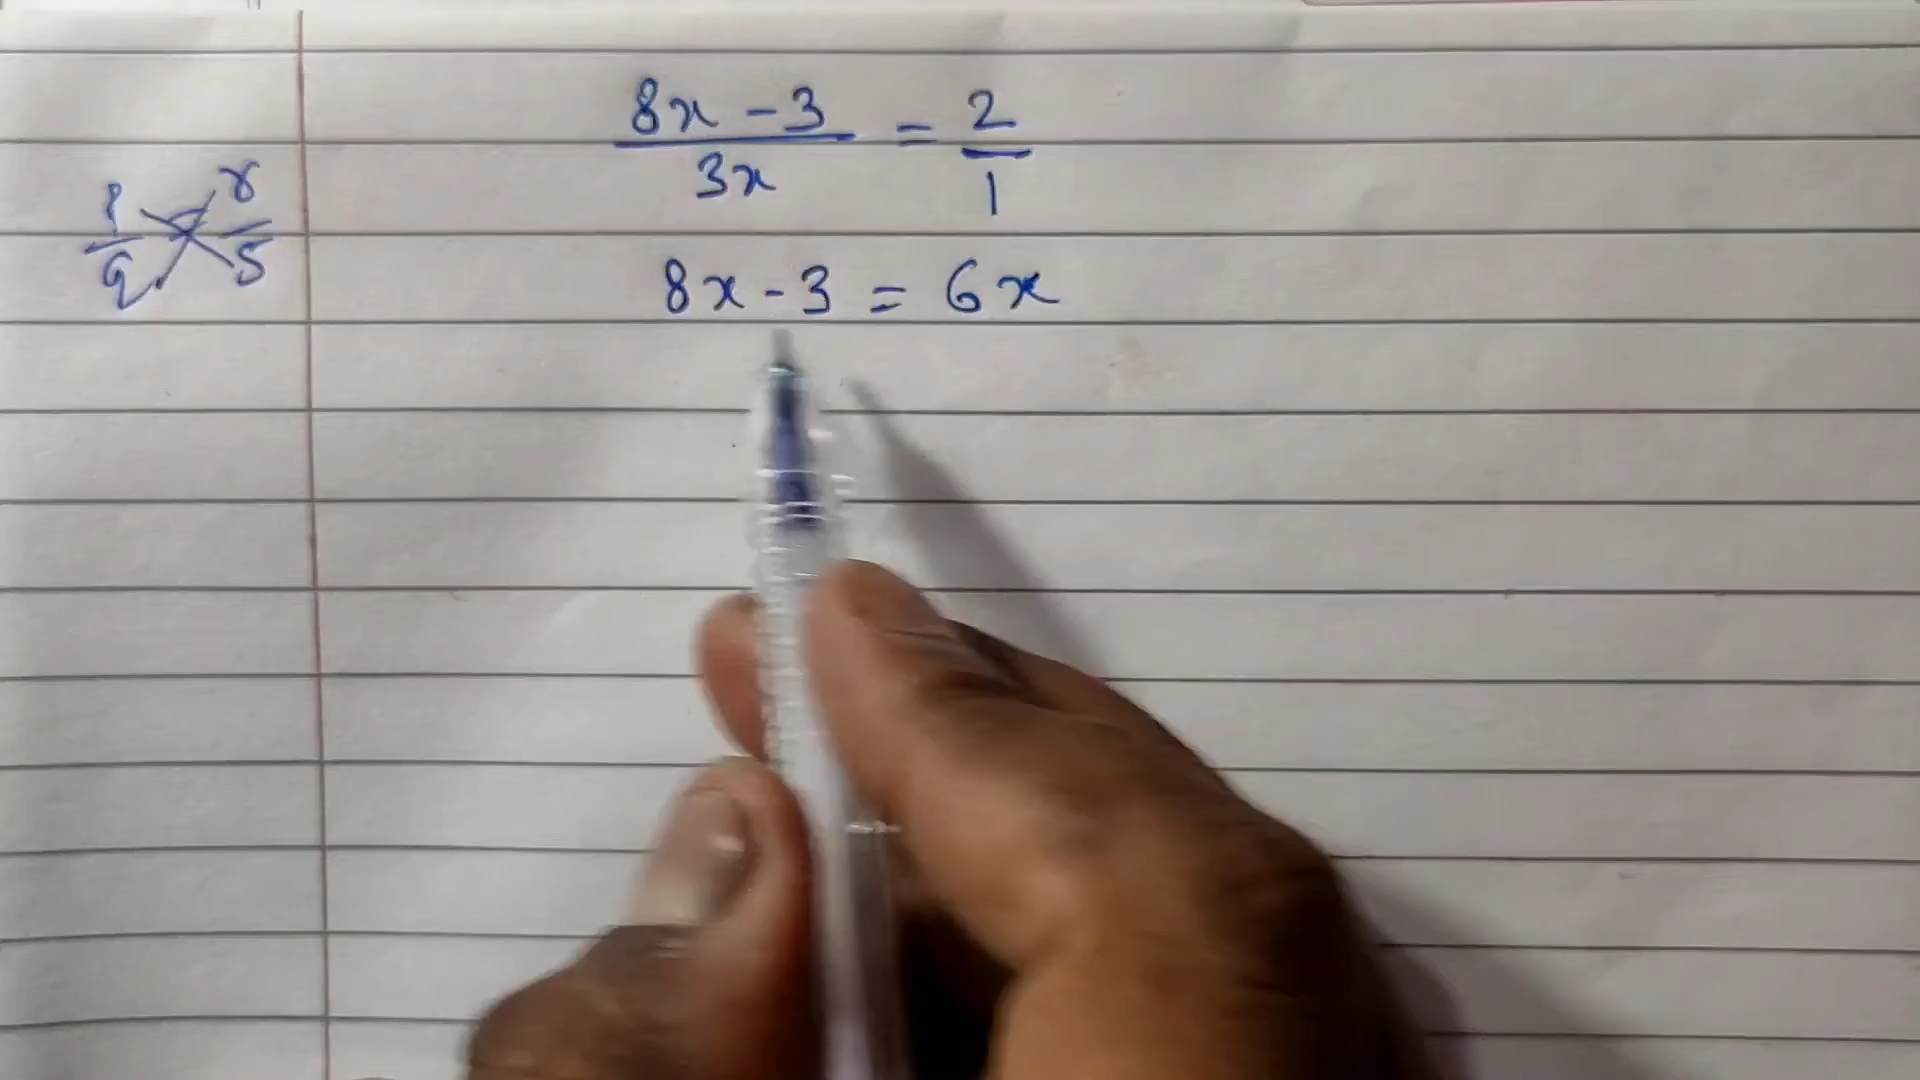 8x - 3 / 3x = 2 / 1
p / q r / s
8x - 3 = 6x